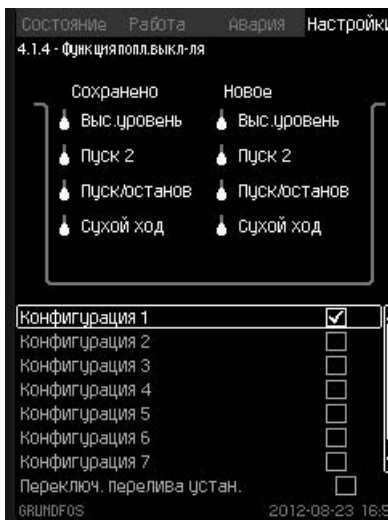 Состояние Работа Авария Настройки
4.1.4 - Функция попл.выкл-ля
Сохранено Новое
Выс.уровень Выс.уровень
Пуск 2 Пуск 2
Пуск/останов Пуск/останов
Сухой ход Сухой ход
Конфигурация 1
Конфигурация 2
Конфигурация 3
Конфигурация 4
Конфигурация 5
Конфигурация 6
Конфигурация 7
Переключ. перелива устан.
GRUNDFOS 2012-08-23